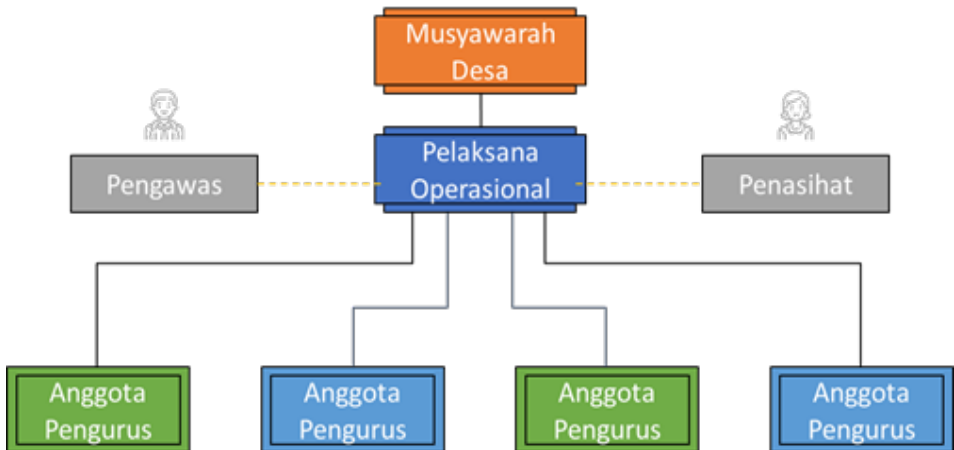 Musyawarah
Desa
Pengawas
Pelaksana
Operasional
Penasihat
Anggota
Pengurus
Anggota
Pengurus
Anggota
Pengurus
Anggota
Pengurus